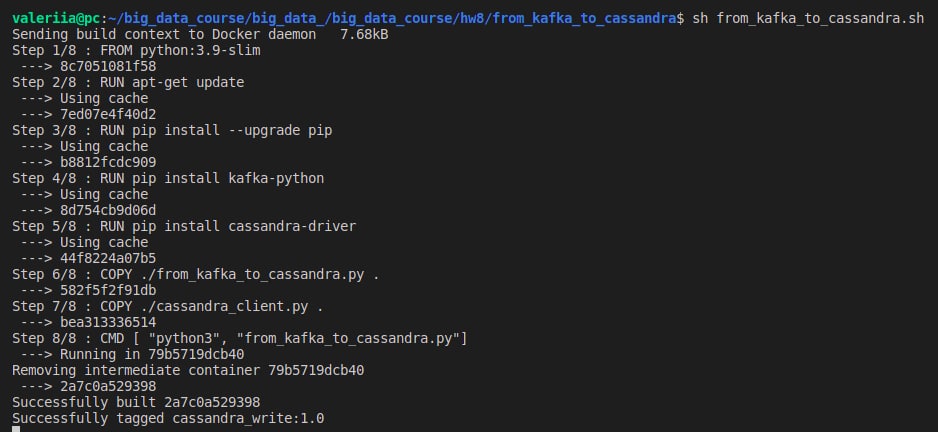 valeriia@pc:~/big_data_course/big_data_/big_data_course/hw8/from_kafka_to_cassandra$ sh from_kafka_to_cassandra.sh
Sending build context to Docker daemon   7.68kB
Step 1/8 : FROM python:3.9-slim
 ---> 8c7051081f58
Step 2/8 : RUN apt-get update
 ---> Using cache
 ---> 7ed07e4f40d2
Step 3/8 : RUN pip install --upgrade pip
 ---> Using cache
 ---> b8812fcdc909
Step 4/8 : RUN pip install kafka-python
 ---> Using cache
 ---> 8d754cb9d06d
Step 5/8 : RUN pip install cassandra-driver
 ---> Using cache
 ---> 44f8224a07b5
Step 6/8 : COPY ./from_kafka_to_cassandra.py .
 ---> 582f5f2f91db
Step 7/8 : COPY ./cassandra_client.py .
 ---> bea313336514
Step 8/8 : CMD [ "python3", "from_kafka_to_cassandra.py"]
 ---> Running in 79b5719dcb40
Removing intermediate container 79b5719dcb40
 ---> 2a7c0a529398
Successfully built 2a7c0a529398
Successfully tagged cassandra_write:1.0